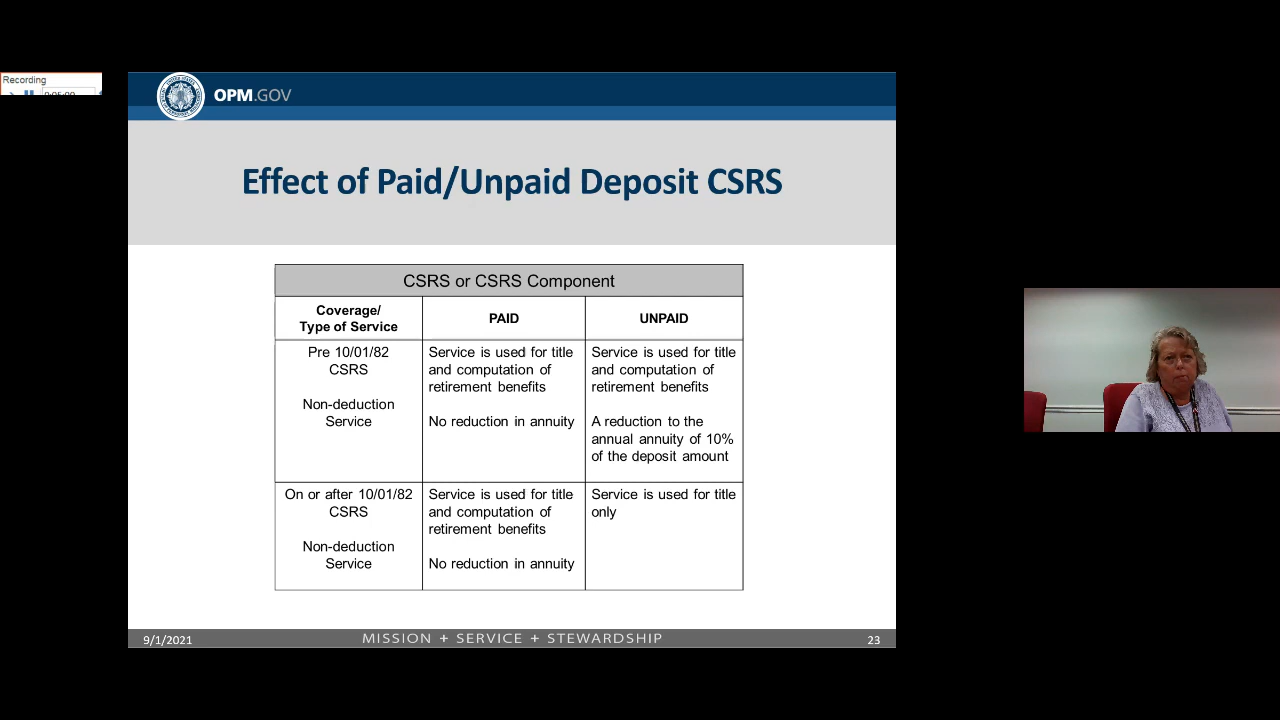 Recording
OPM.GOV
Effect of Paid/Unpaid Deposit CSRS
CSRS or CSRS Component
Coverage/
Type of Service
PAID
UNPAID
Pre 10/01/82
CSRS
Non-deduction
Service
Service is used for title
and computation of
retirement benefits
No reduction in annuity
Service is used for title
and computation of
retirement benefits
A reduction to the
annual annuity of 10%
of the deposit amount
On or after 10/01/82
CSRS
Non-deduction
Service
Service is used for title
and computation of
retirement benefits
No reduction in annuity
Service is used for title
only
9/1/2021
MISSION + SERVICE + STEWARDSHIP
23